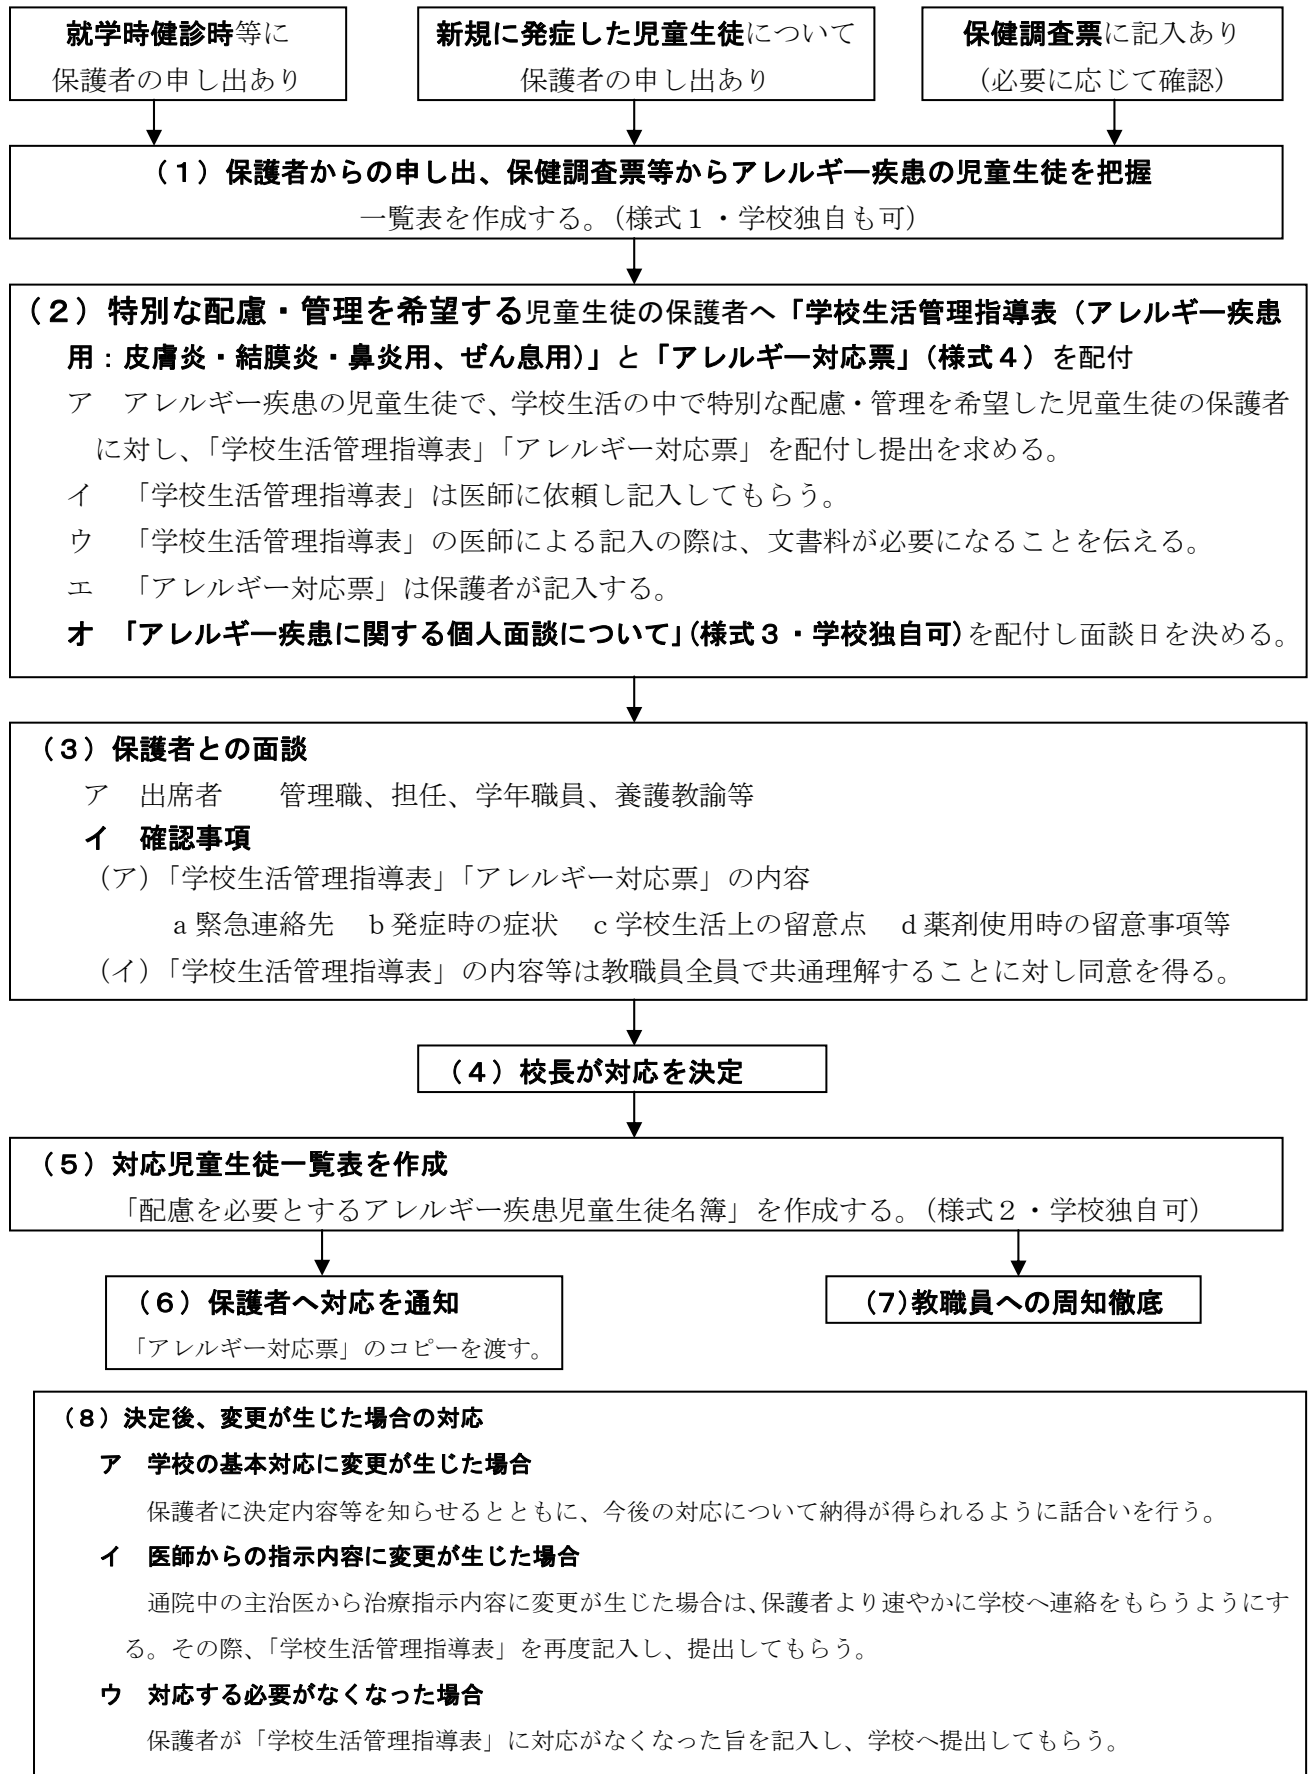 就学時健診時等に
保護者の申し出あり
新規に発症した児童生徒について
保護者の申し出あり
保健調査票に記入あり
（必要に応じて確認）
（１）保護者からの申し出、保健調査票等からアレルギー疾患の児童生徒を把握
一覧表を作成する。（様式１・学校独自も可）
（２）特別な配慮・管理を希望する児童生徒の保護者へ「学校生活管理指導表（アレルギー疾患
用：皮膚炎・結膜炎・鼻炎用、ぜん息用）」と「アレルギー対応票」（様式４）を配付
ア　アレルギー疾患の児童生徒で、学校生活の中で特別な配慮・管理を希望した児童生徒の保護者
に対し、「学校生活管理指導表」「アレルギー対応票」を配付し提出を求める。
イ　「学校生活管理指導表」は医師に依頼し記入してもらう。
ウ　「学校生活管理指導表」の医師による記入の際は、文書料が必要になることを伝える。
エ　「アレルギー対応票」は保護者が記入する。
オ　「アレルギー疾患に関する個人面談について」（様式３・学校独自可）を配付し面談日を決める。
（３）保護者との面談
ア　出席者　　管理職、担任、学年職員、養護教諭等
イ　確認事項
（ア）「学校生活管理指導表」「アレルギー対応票」の内容
a 緊急連絡先　b 発症時の症状　c 学校生活上の留意点　d 薬剤使用時の留意事項等
（イ）「学校生活管理指導表」の内容等は教職員全員で共通理解することに対し同意を得る。
（４）校長が対応を決定
（５）対応児童生徒一覧表を作成
「配慮を必要とするアレルギー疾患児童生徒名簿」を作成する。（様式２・学校独自可）
（６）保護者へ対応を通知
「アレルギー対応票」のコピーを渡す。
（７）教職員への周知徹底
（８）決定後、変更が生じた場合の対応
ア　学校の基本対応に変更が生じた場合
保護者に決定内容等を知らせるとともに、今後の対応について納得が得られるように話合いを行う。
イ　医師からの指示内容に変更が生じた場合
通院中の主治医から治療指示内容に変更が生じた場合は、保護者より速やかに学校へ連絡をもらうようにす
る。その際、「学校生活管理指導表」を再度記入し、提出してもらう。
ウ　対応する必要がなくなった場合
保護者が「学校生活管理指導表」に対応がなくなった旨を記入し、学校へ提出してもらう。